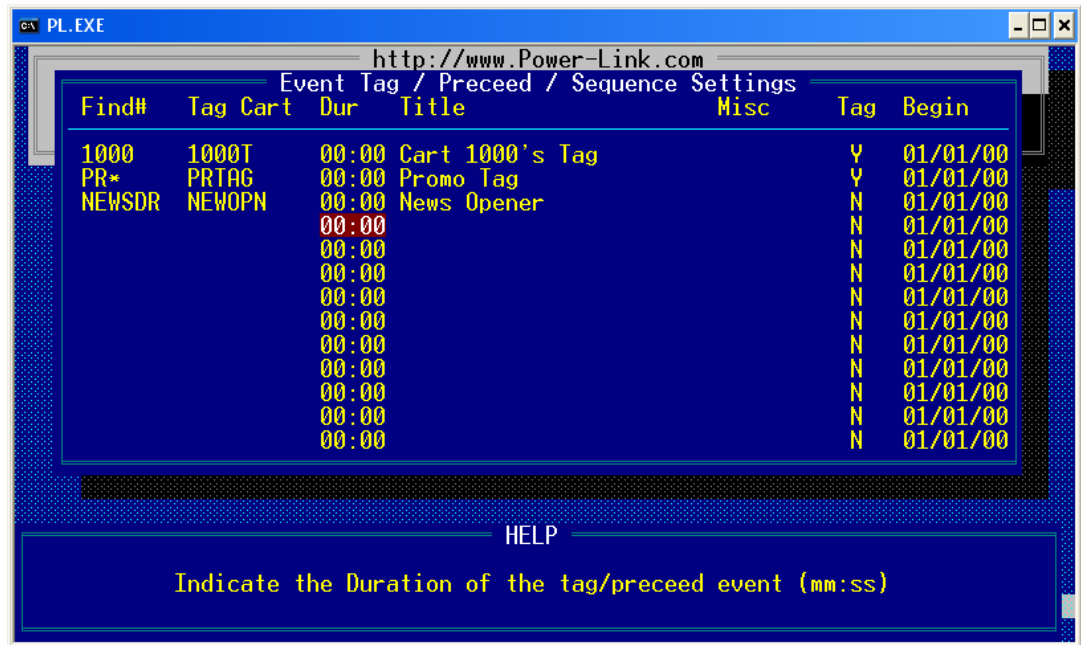 PL.EXE
http://www.Power-Link.com
Event Tag / Preceed / Sequence Settings
Find# Tag Cart Dur Title Misc Tag Begin
1000 1000T 00:00 Cart 1000's Tag Y 01/01/00
PR* PRTAG 00:00 Promo Tag Y 01/01/00
NEWSDR NEWOPN 00:00 News Opener N 01/01/00
00:00 N 01/01/00
00:00 N 01/01/00
00:00 N 01/01/00
00:00 N 01/01/00
00:00 N 01/01/00
00:00 N 01/01/00
00:00 N 01/01/00
00:00 N 01/01/00
00:00 N 01/01/00
00:00 N 01/01/00
HELP
Indicate the Duration of the tag/preceed event (mm:ss)